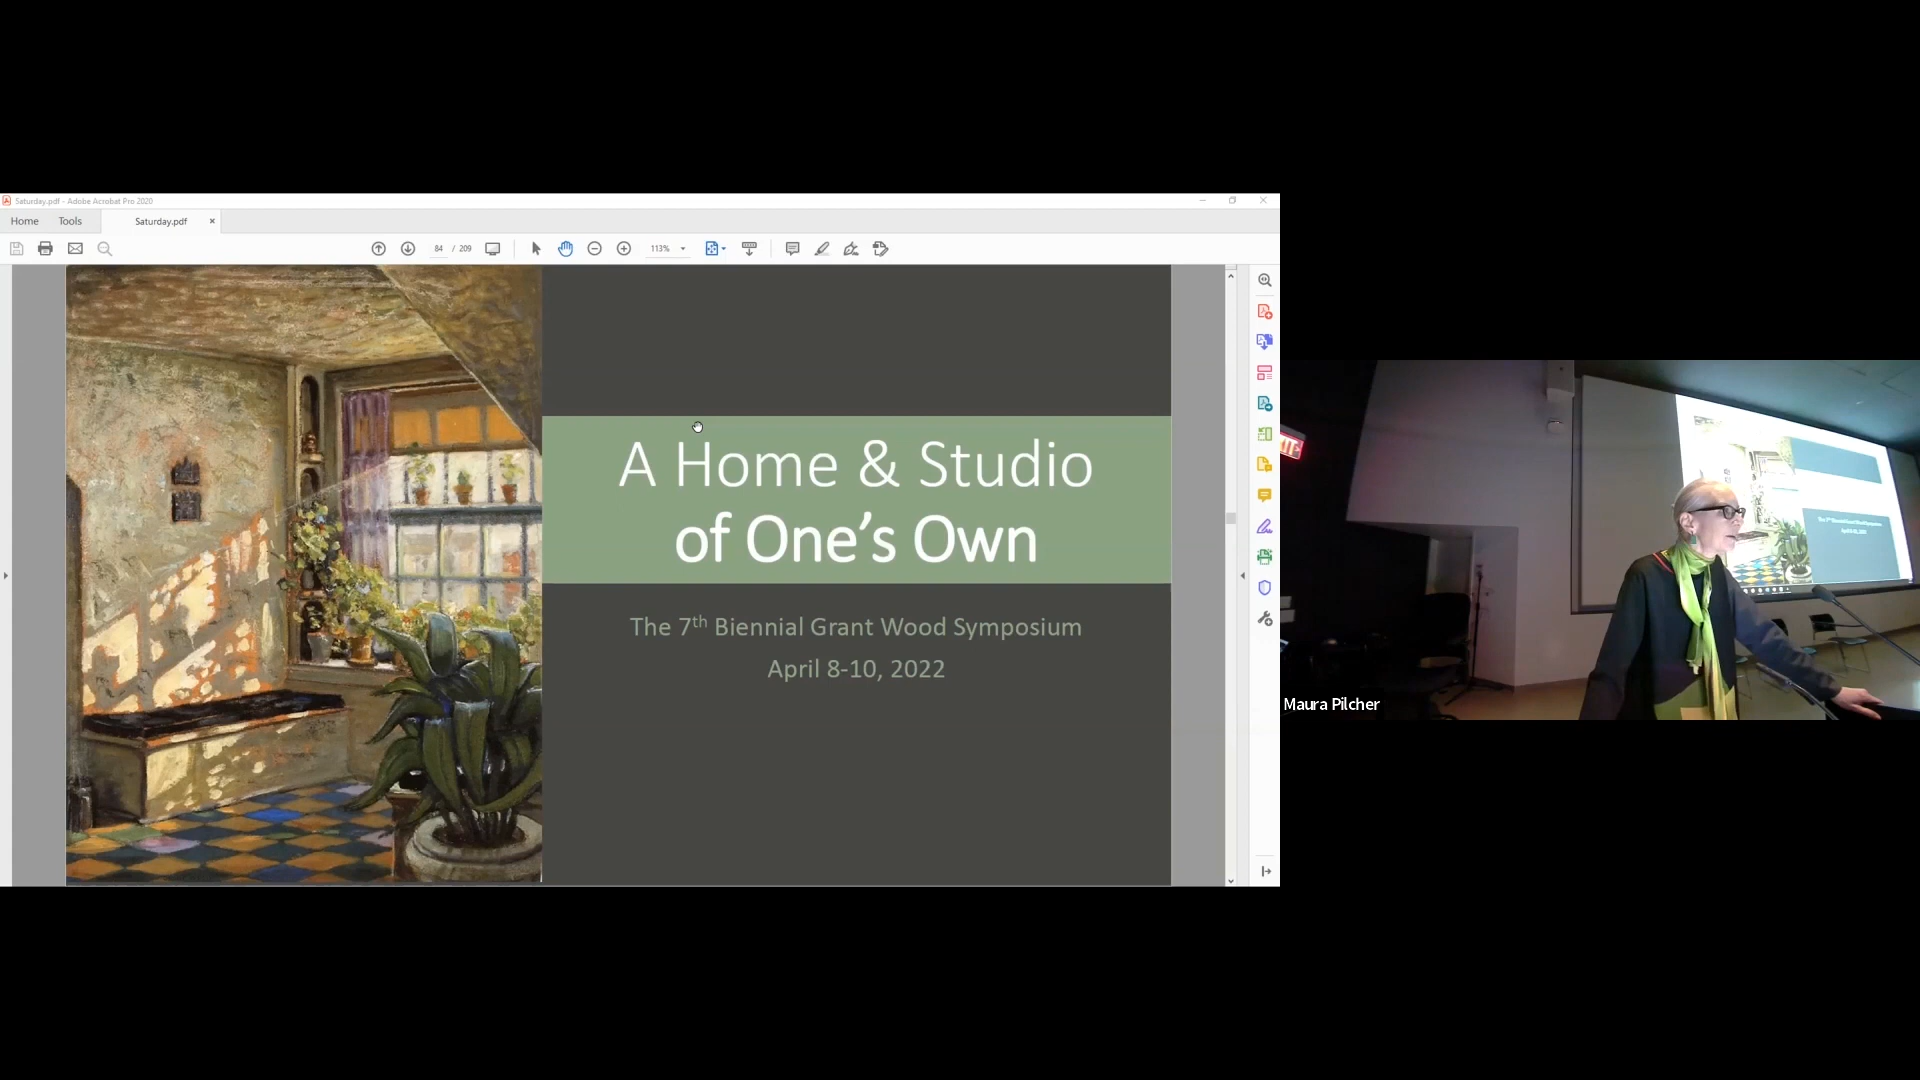 Saturday.pdf - Adobe Acrobat Pro 2020
Home
Tools
Saturday.pdf
84 / 209
113%
A Home & Studio
of One's Own
The 7th Biennial Grant Wood Symposium
April 8-10, 2022
Maura Pilcher